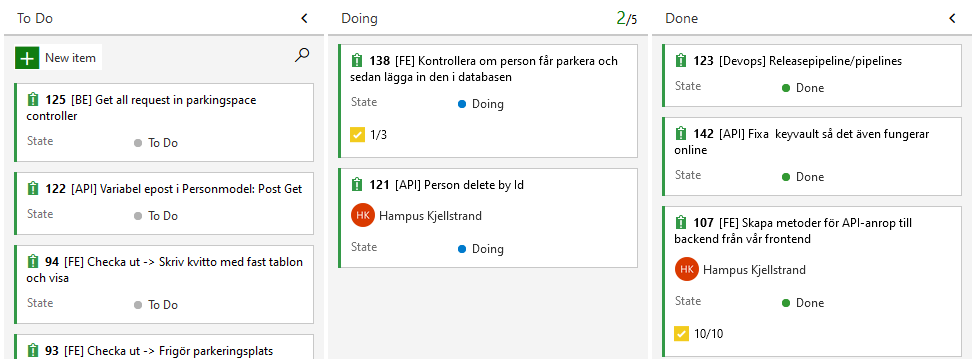 To Do
New item
125 [BE] Get all request in parkingspace
controller
State To Do
122 [API] Variabel epost i Personmodel: Post Get
State To Do
94 [FE] Checka ut -> Skriv kvitto med fast tablon
och visa
State To Do
93 [FE] Checka ut -> Frigör parkeringsplats
Doing 2/5
138 [FE] Kontrollera om person får parkera och
sedan lägga in den i databasen
State Doing
1/3
121 [API] Person delete by Id
HK Hampus Kjellstrand
State Doing
Done
123 [Devops] Releasepipeline/pipelines
State Done
142 [API] Fixa keyvault så det även fungerar
online
State Done
107 [FE] Skapa metoder för API-anrop till
backend från vår frontend
HK Hampus Kjellstrand
State Done
10/10